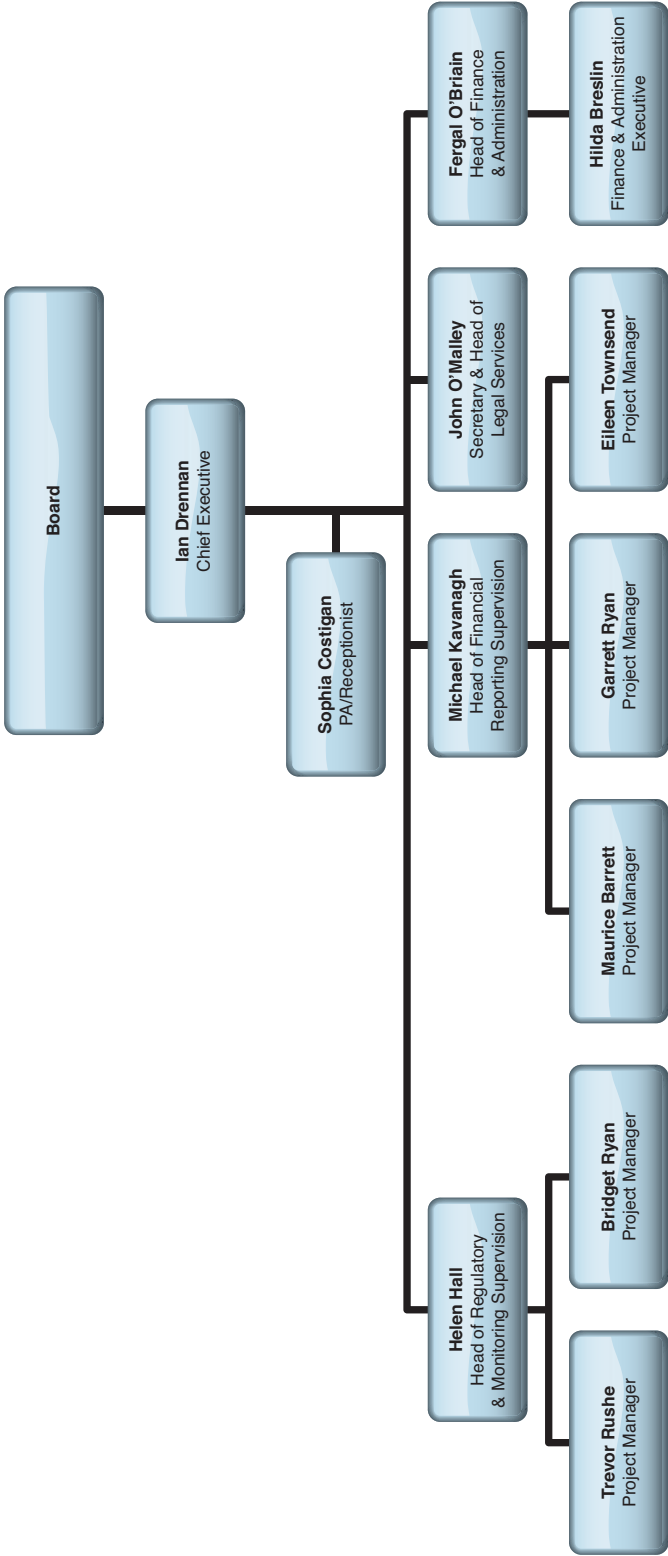 Board
Ian Drennan
Chief Executive
Sophia Costigan
PA/Receptionist
Helen Hall
Head of Regulatory
& Monitoring Supervision
Michael Kavanagh
Head of Financial
Reporting Supervision
John O'Malley
Secretary & Head of
Legal Services
Fergal O'Briain
Head of Finance
& Administration
Trevor Rushe
Project Manager
Bridget Ryan
Project Manager
Maurice Barrett
Project Manager
Garrett Ryan
Project Manager
Eileen Townsend
Project Manager
Hilda Breslin
Finance & Administration
Executive